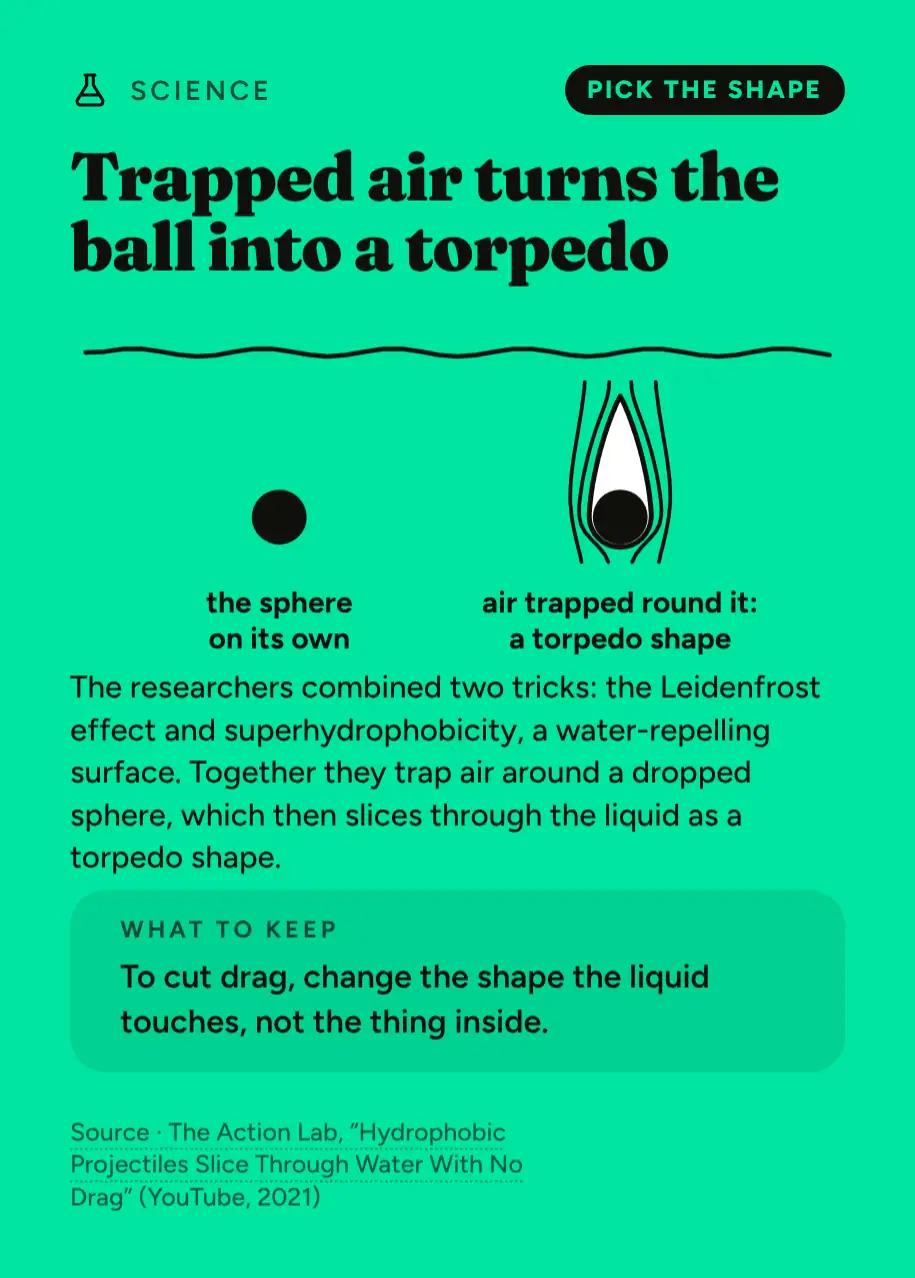 SCIENCE
PICK THE SHAPE
Trapped air turns the
ball into a torpedo
the sphere
on its own
air trapped round it:
a torpedo shape
The researchers combined two tricks: the Leidenfrost
effect and superhydrophobicity, a water-repelling
surface. Together they trap air around a dropped
sphere, which then slices through the liquid as a
torpedo shape.
WHAT TO KEEP
To cut drag, change the shape the liquid
touches, not the thing inside.
Source · The Action Lab, “Hydrophobic
Projectiles Slice Through Water With No
Drag” (YouTube, 2021)